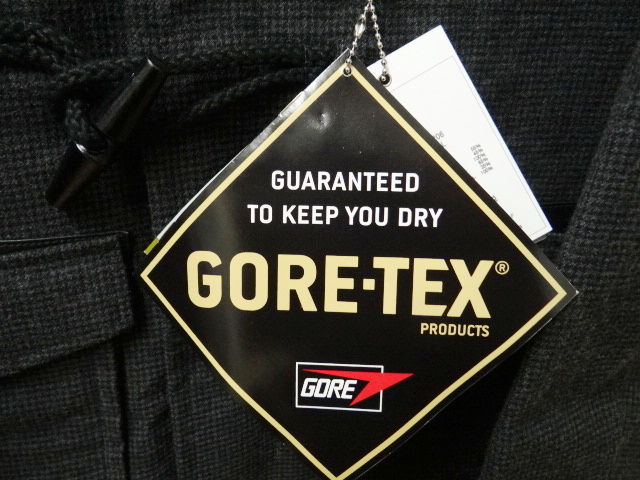 GUARANTEED
TO KEEP YOU DRY
GORE-TEX®
PRODUCTS
GORE